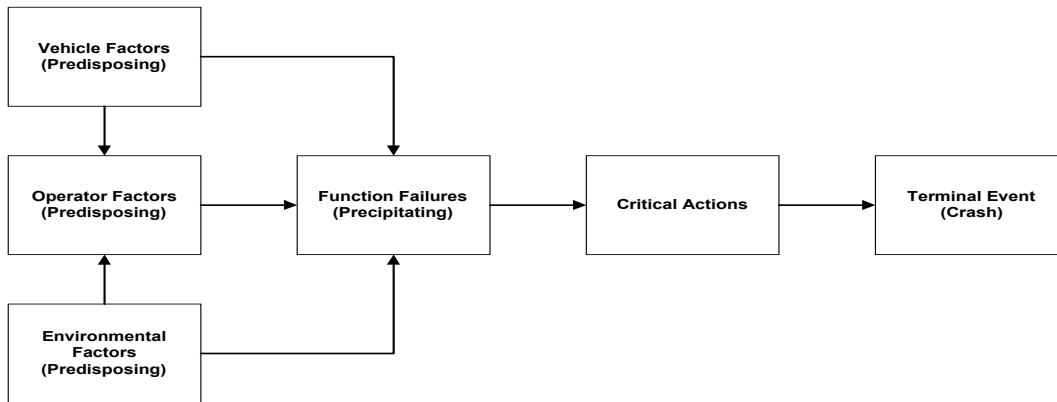 Vehicle Factors
(Predisposing)
Operator Factors
(Predisposing)
Function Failures
(Precipitating)
Critical Actions
Terminal Event
(Crash)
Environmental
Factors
(Predisposing)